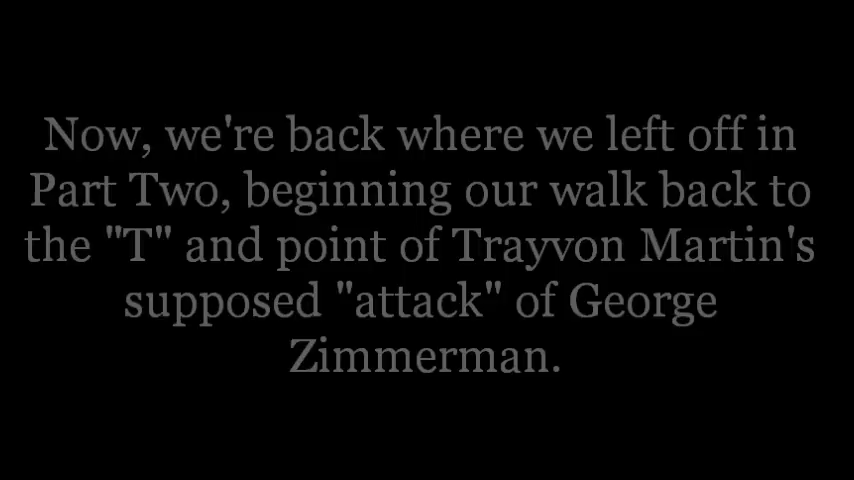 Now, we're back where we left off in
Part Two, beginning our walk back to
the "T" and point of Trayvon Martin's
supposed "attack" of George
Zimmerman.